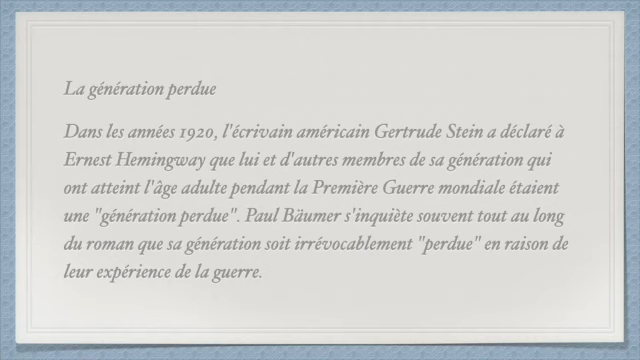 La génération perdue
Dans les années 1920, l'écrivain américain Gertrude Stein a déclaré à
Ernest Hemingway que lui et d'autres membres de sa génération qui
ont atteint l'âge adulte pendant la Première Guerre mondiale étaient
une "génération perdue". Paul Bäumer s'inquiète souvent tout au long
du roman que sa génération soit irrévocablement "perdue" en raison de
leur expérience de la guerre.